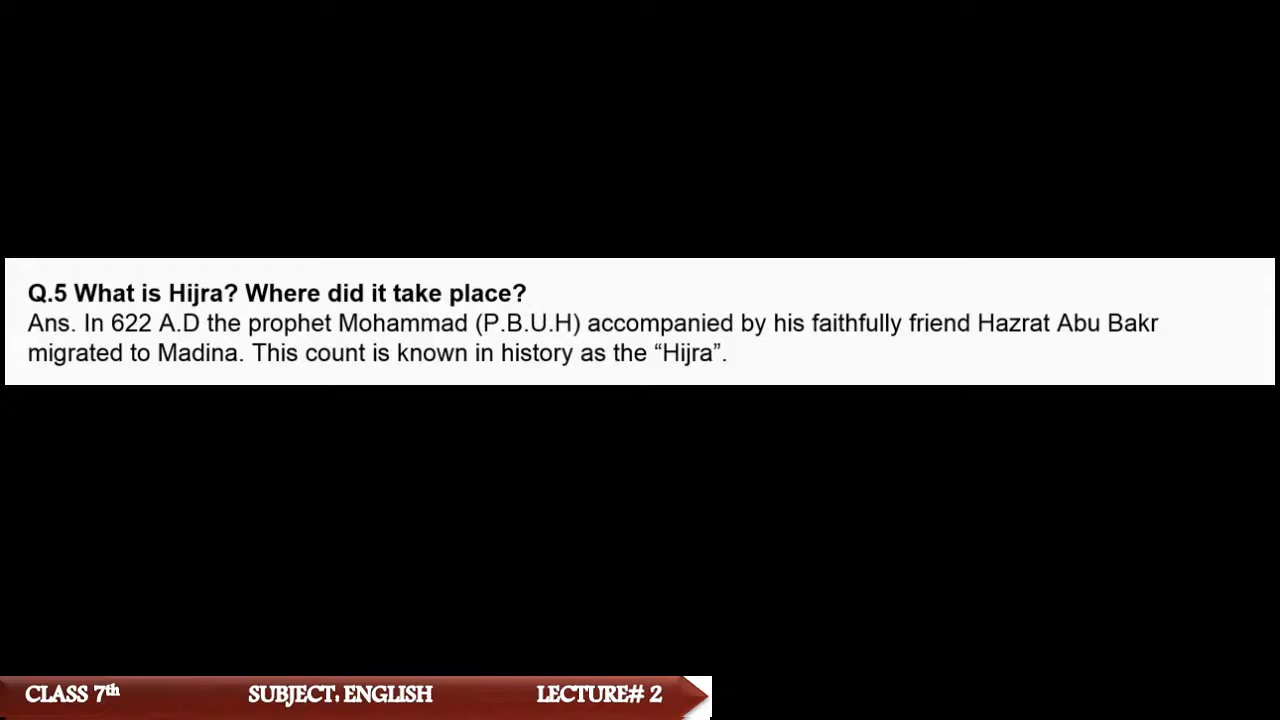 Q.5 What is Hijra? Where did it take place?
Ans. In 622 A.D the prophet Mohammad (P.B.U.H) accompanied by his faithfully friend Hazrat Abu Bakr
migrated to Madina. This count is known in history as the “Hijra”.
CLASS 7th SUBJECT. ENGLISH LECTURE# 2